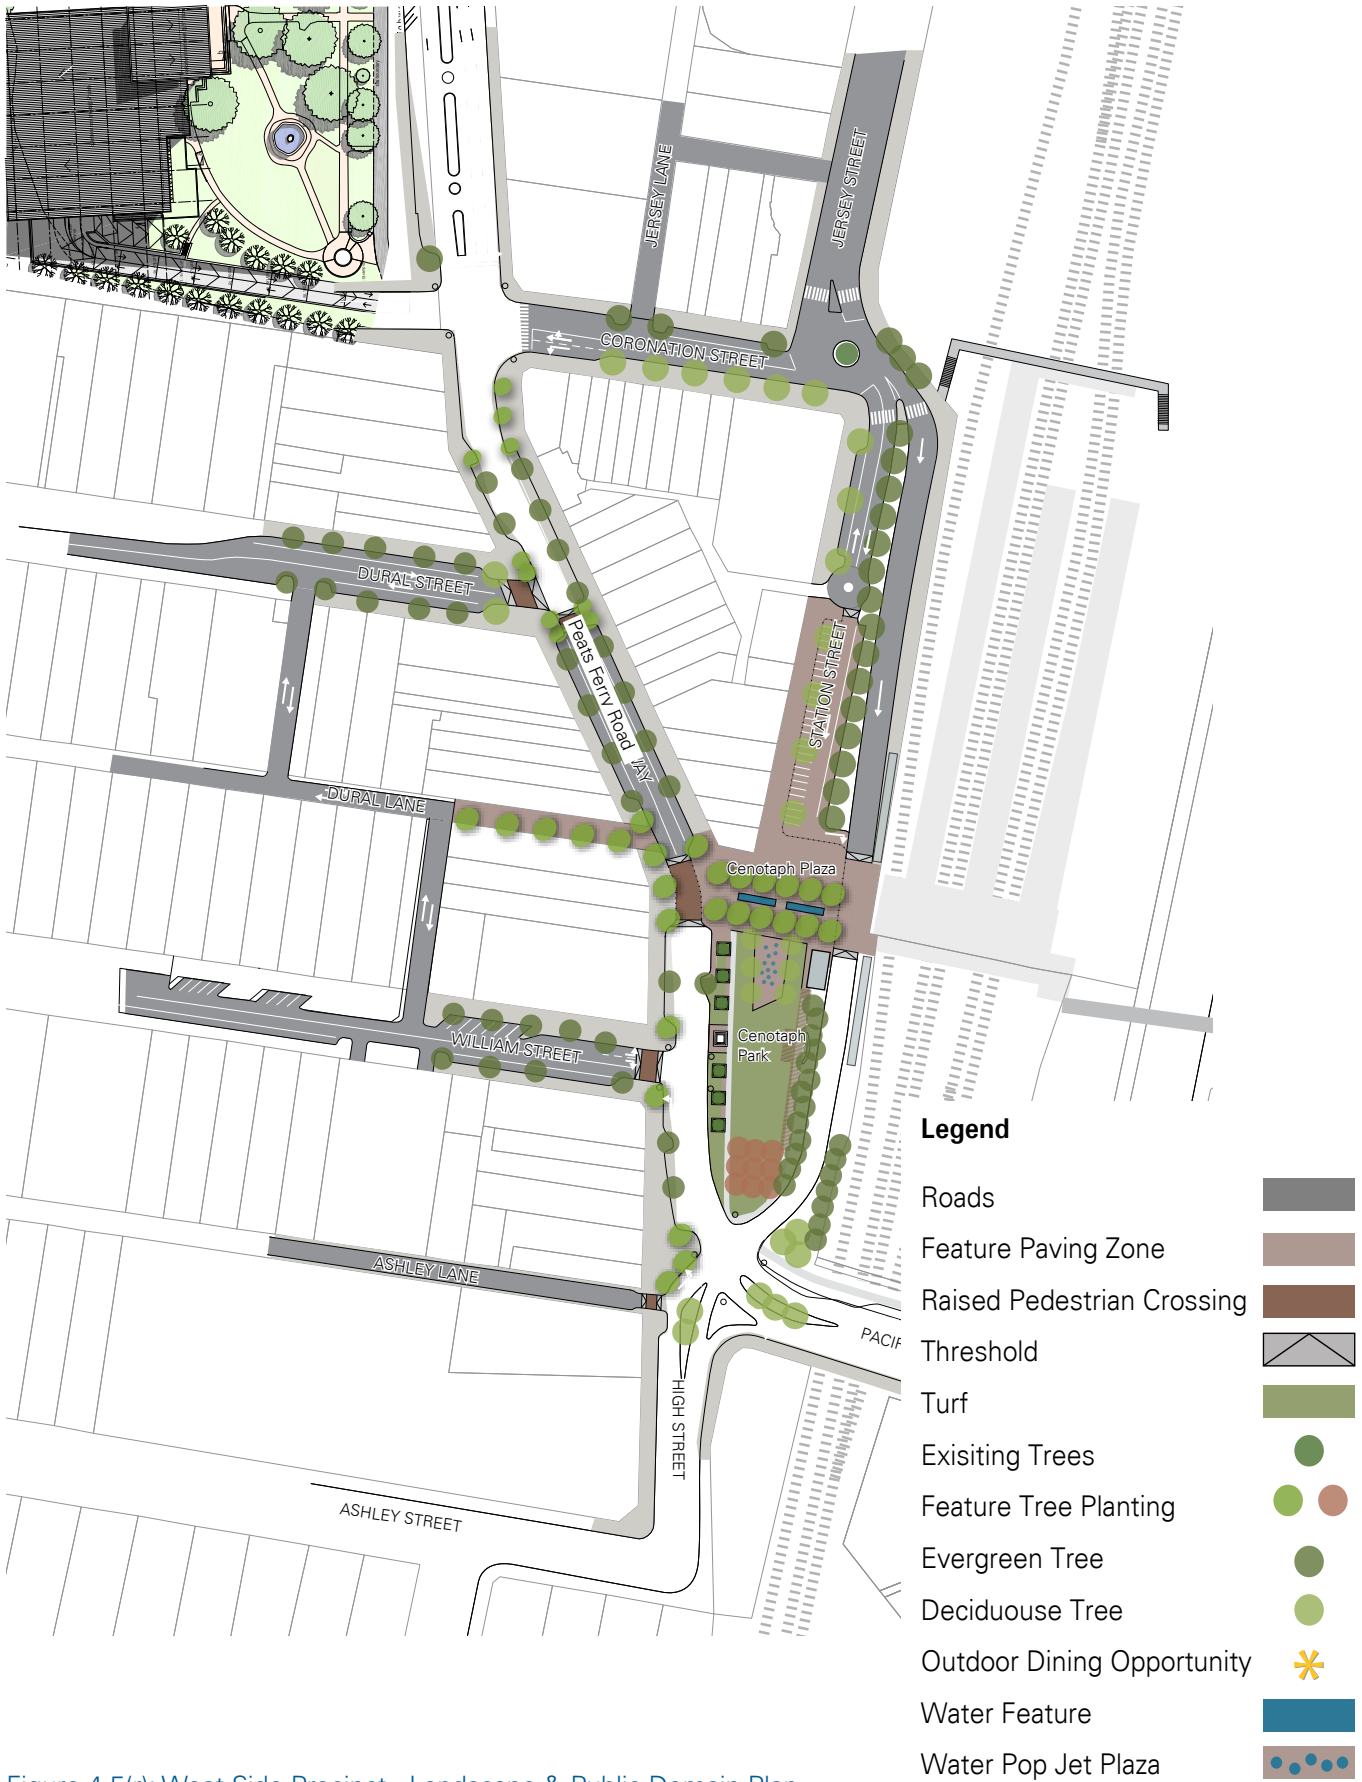 JERSEY LANE
JERSEY STREET
CORONATION STREET
DURAL STREET
Peats Ferry Road
STATION STREET
DURAL LANE
Cenotaph Plaza
WILLIAM STREET
Cenotaph
Park
ASHLEY LANE
HIGH STREET
ASHLEY STREET
Legend
Roads
Feature Paving Zone
Raised Pedestrian Crossing
Threshold
Turf
Exisiting Trees
Feature Tree Planting
Evergreen Tree
Deciduouse Tree
Outdoor Dining Opportunity
Water Feature
Water Pop Jet Plaza